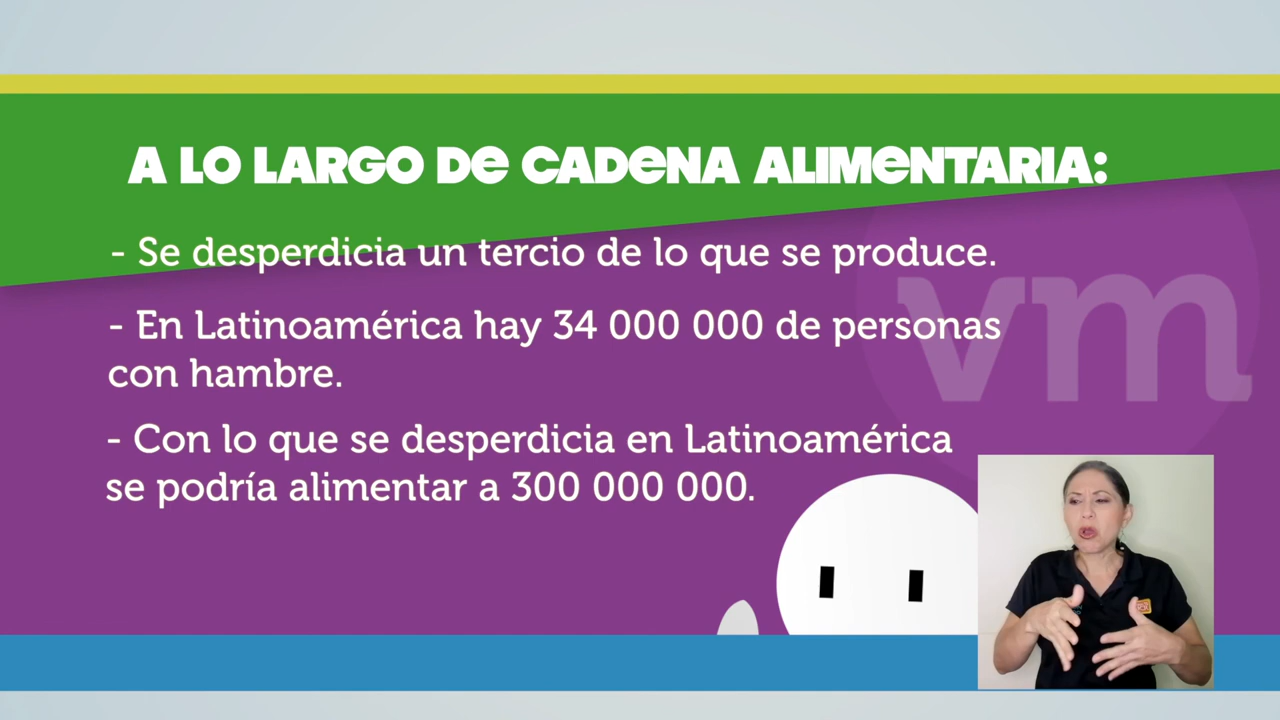 A LO LARGO DE CADENA ALIMENTARIA:
- Se desperdicia un tercio de lo que se produce.
- En Latinoamérica hay 34 000 000 de personas
con hambre.
- Con lo que se desperdicia en Latinoamérica
se podría alimentar a 300 000 000.
vm